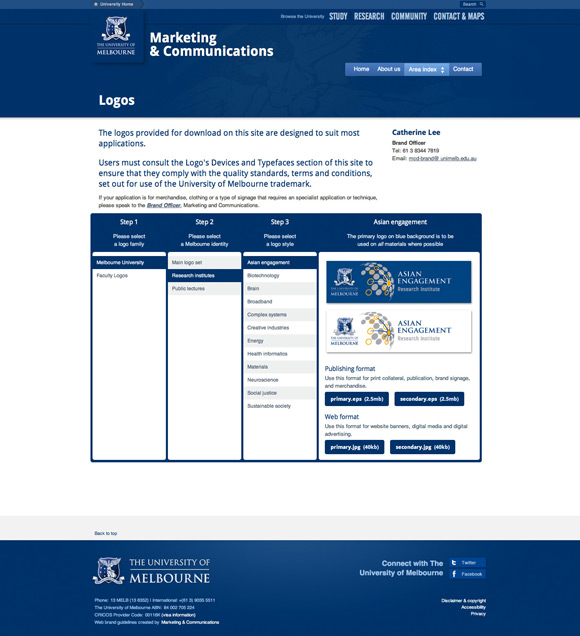 University Home
Search
THE UNIVERSITY OF
MELBOURNE
Browse the University STUDY RESEARCH COMMUNITY CONTACT & MAPS
Marketing
& Communications
Home About us Area index Contact
Logos
The logos provided for download on this site are designed to suit most
applications.
Users must consult the Logo's Devices and Typefaces section of this site to
ensure that they comply with the quality standards, terms and conditions,
set out for use of the University of Melbourne trademark.
If your application is for merchandise, clothing or a type of signage that requires an specialist application or technique,
please speak to the Brand Officer, Marketing and Communications.
Catherine Lee
Brand Officer
Tel: 61 3 8344 7819
Email: mcd-brand@ unimelb.edu.au
Step 1
Please select
a logo family
Melbourne University
Faculty Logos
Step 2
Please select
a Melbourne identity
Main logo set
Research institutes
Public lectures
Step 3
Please select
a logo style
Asian engagement
Biotechnology
Brain
Broadband
Complex systems
Creative industries
Energy
Health informatics
Materials
Neuroscience
Social justice
Sustainable society
Asian engagement
The primary logo on blue background is to be
used on all materials where possible
THE UNIVERSITY OF
MELBOURNE
ASIAN
ENGAGEMENT
Research Institute
THE UNIVERSITY OF
MELBOURNE
ASIAN
ENGAGEMENT
Research Institute
Publishing format
Use this format for print collateral, publication, brand signage,
and merchandise.
primary.eps (2.5mb) secondary.eps (2.5mb)
Web format
Use this format for website banners, digital media and digital
advertising.
primary.jpg (40kb) secondary.jpg (40kb)
Back to top
THE UNIVERSITY OF
MELBOURNE
Connect with The
University of Melbourne
Twitter
Facebook
Phone: 13 MELB (13 6352) | International: +(61 3) 9035 5511
The University of Melbourne ABN: 84 002 705 224
CRICOS Provider Code: 00116K (visa information)
Web brand guidelines created by Marketing & Communications
Disclaimer & copyright
Accessibility
Privacy